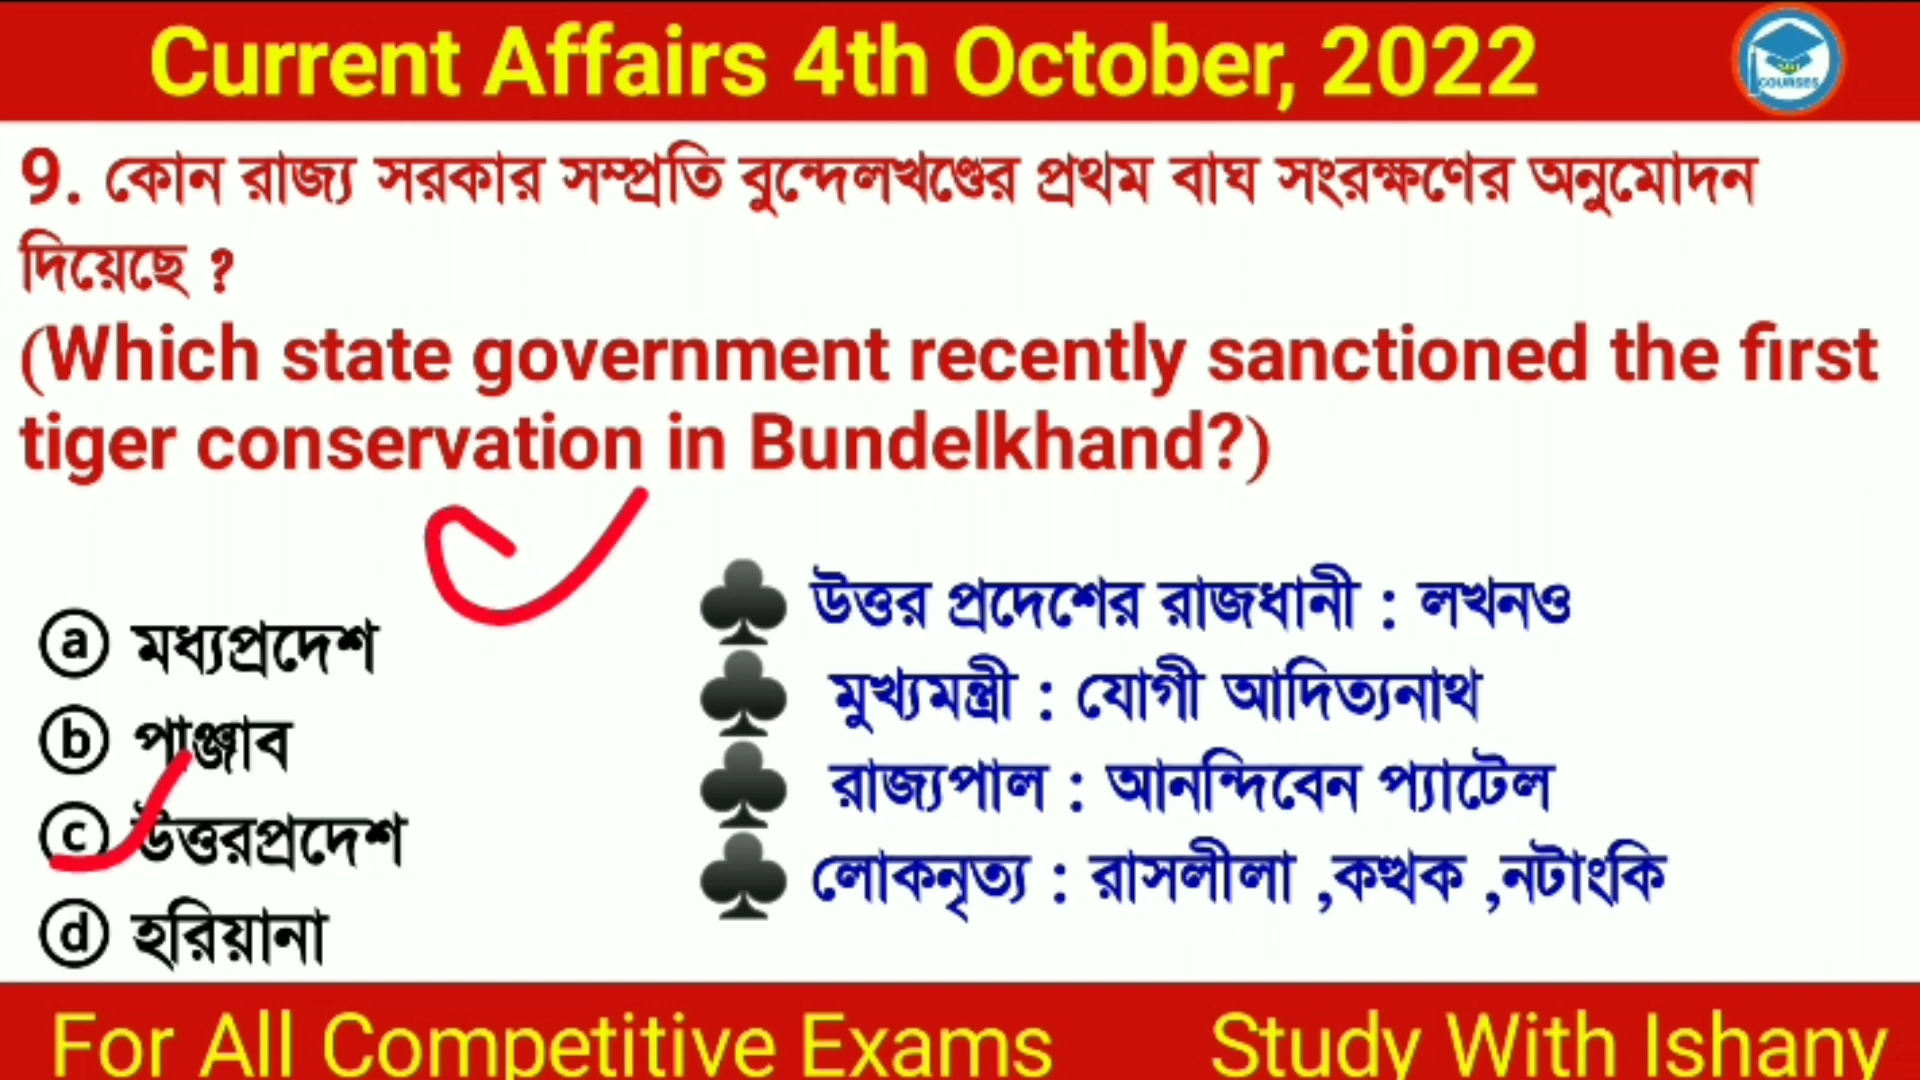 Current Affairs 4th October, 2022
COURSES
9. কোন রাজ্য সরকার সম্প্রতি বুন্দেলখণ্ডের প্রথম বাঘ সংরক্ষণের অনুমোদন
দিয়েছে ?
(Which state government recently sanctioned the first
tiger conservation in Bundelkhand?)
ⓐ মধ্যপ্রদেশ
ⓑ পাঞ্জাব
ⓒ উত্তরপ্রদেশ
ⓓ হরিয়ানা
♣ উত্তর প্রদেশের রাজধানী : লখনও
♣ মুখ্যমন্ত্রী : যোগী আদিত্যনাথ
♣ রাজ্যপাল : আনন্দিবেন প্যাটেল
♣ লোকনৃত্য : রাসলীলা ,কত্থক ,নটাংকি
For All Competitive Exams Study With Ishany